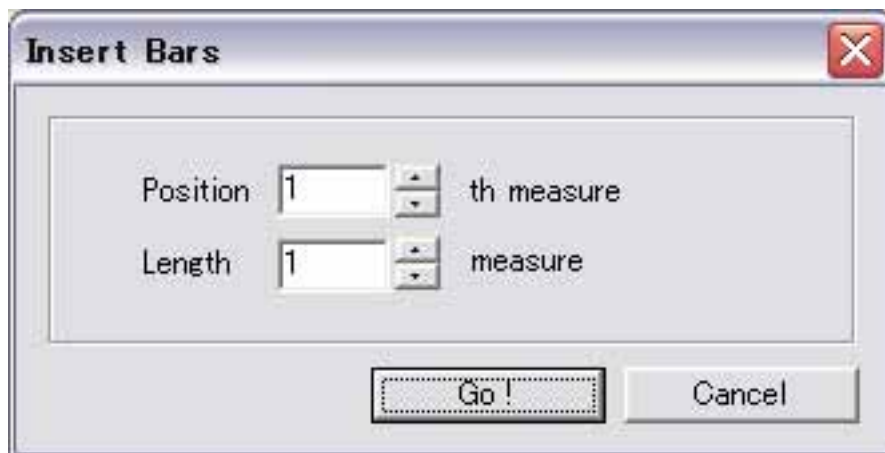 Insert Bars
Position 1 th measure
Length 1 measure
Go !
Cancel